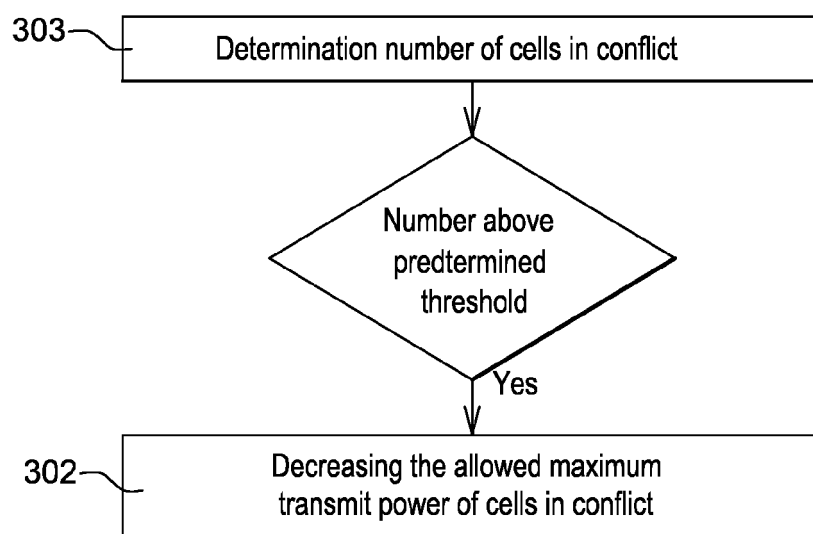 303
Determination number of cells in conflict
Number above
predtermined
threshold
Yes
302
Decreasing the allowed maximum
transmit power of cells in conflict